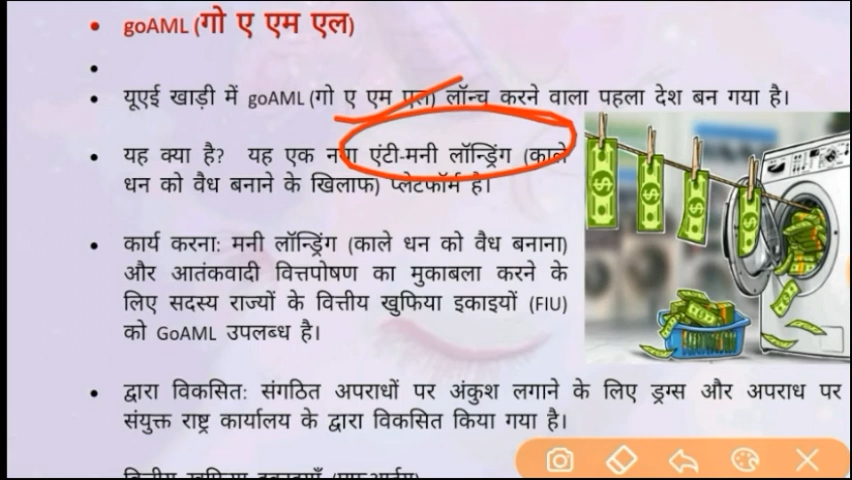 goAML (गो ए एम एल)
यूएई खाड़ी में goAML (गो ए एम एल) लॉन्च करने वाला पहला देश बन गया है।
यह क्या है? यह एक नया एंटी-मनी लॉन्ड्रिंग (काले
धन को वैध बनाने के खिलाफ) प्लेटफॉर्म है।
कार्य करना: मनी लॉन्ड्रिंग (काले धन को वैध बनाना)
और आतंकवादी वित्तपोषण का मुकाबला करने के
लिए सदस्य राज्यों के वित्तीय खुफिया इकाइयों (FIU)
को GoAML उपलब्ध है।
द्वारा विकसित: संगठित अपराधों पर अंकुश लगाने के लिए ड्रग्स और अपराध पर
संयुक्त राष्ट्र कार्यालय के द्वारा विकसित किया गया है।